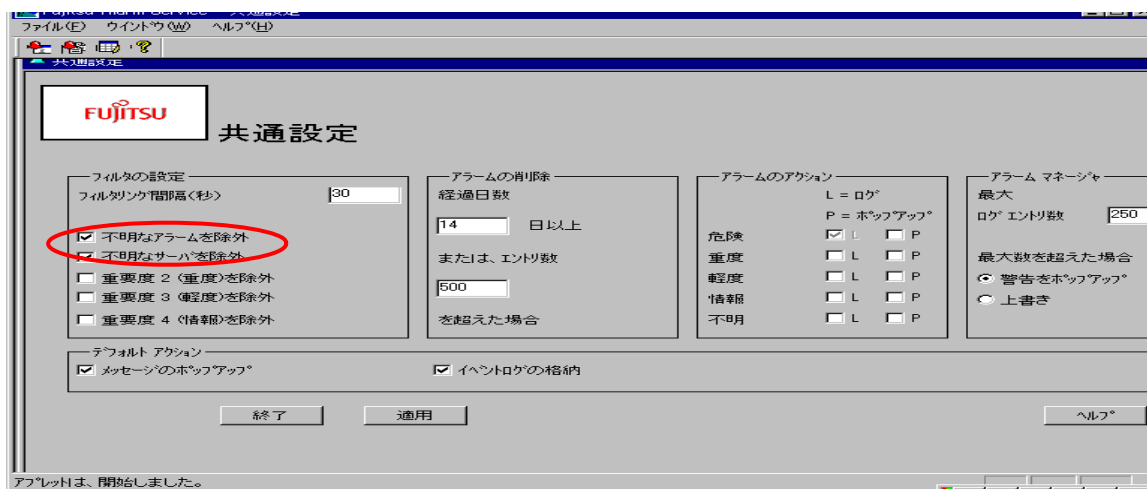 Fujitsu Alarm Service - 共通設定
ファイル(F) ウインドウ(W) ヘルプ(H)
共通設定
FUJITSU
共通設定
フィルタの設定
フィルタリング間隔(秒) 30
不明なアラームを除外
不明なサーバを除外
重要度 2 (重度)を除外
重要度 3 (軽度)を除外
重要度 4 (情報)を除外
アラームの削除
経過日数
14 日以上
または、エントリ数
500
を超えた場合
アラームのアクション
L = ログ
P = ポップアップ
危険 L P
重度 L P
軽度 L P
情報 L P
不明 L P
アラーム マネージャ
最大
ログ エントリ数 250
最大数を超えた場合
警告をポップアップ
上書き
デフォルト アクション
メッセージのポップアップ イベントログの格納
終了 適用 ヘルプ
アプレットは、開始しました。